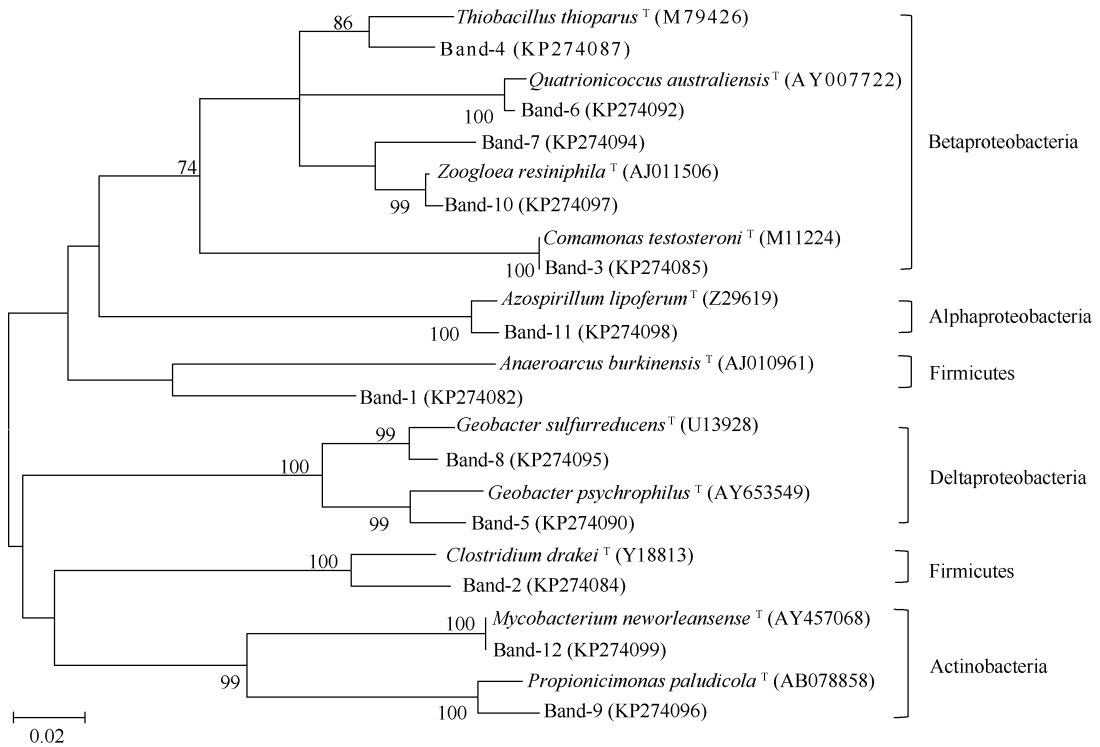 86
Thiobacillus thioparus T (M79426)
Band-4 (KP274087)
Quatrionicoccus australiensis T (AY007722)
100
Band-6 (KP274092)
Betaproteobacteria
Band-7 (KP274094)
74
Zoogloea resiniphila T (AJ011506)
99
Band-10 (KP274097)
Comamonas testosteroni T (M11224)
100
Band-3 (KP274085)
Azospirillum lipoferum T (Z29619)
Alphaproteobacteria
100
Band-11 (KP274098)
Anaeroarcus burkinensis T (AJ010961)
Firmicutes
Band-1 (KP274082)
Geobacter sulfurreducens T (U13928)
99
Band-8 (KP274095)
100
Deltaproteobacteria
Geobacter psychrophilus T (AY653549)
99
Band-5 (KP274090)
Clostridium drakei T (Y18813)
100
Firmicutes
Band-2 (KP274084)
Mycobacterium neworleansense T (AY457068)
100
Band-12 (KP274099)
Actinobacteria
99
Propionicimonas paludicola T (AB078858)
100
Band-9 (KP274096)
0.02